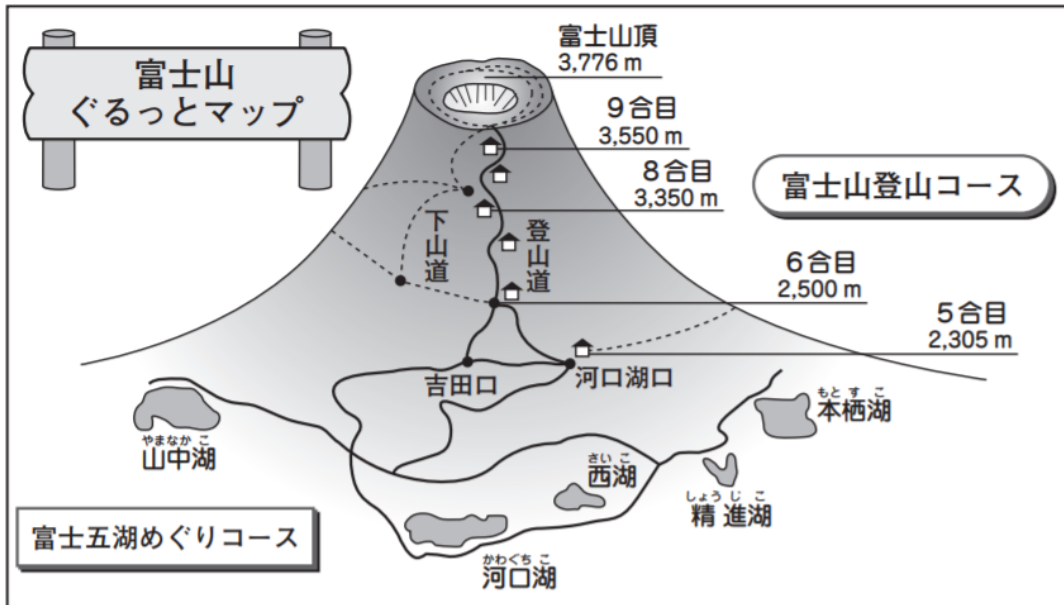 富士山
ぐるっとマップ
富士山頂
3,776 m
9合目
3,550 m
8合目
3,350 m
富士山登山コース
下山道
登山道
6合目
2,500 m
5合目
2,305 m
吉田口
河口湖口
もとすこ
本栖湖
やまなかこ
山中湖
さいこ
西湖
しょうじこ
精進湖
富士五湖めぐりコース
かわぐちこ
河口湖